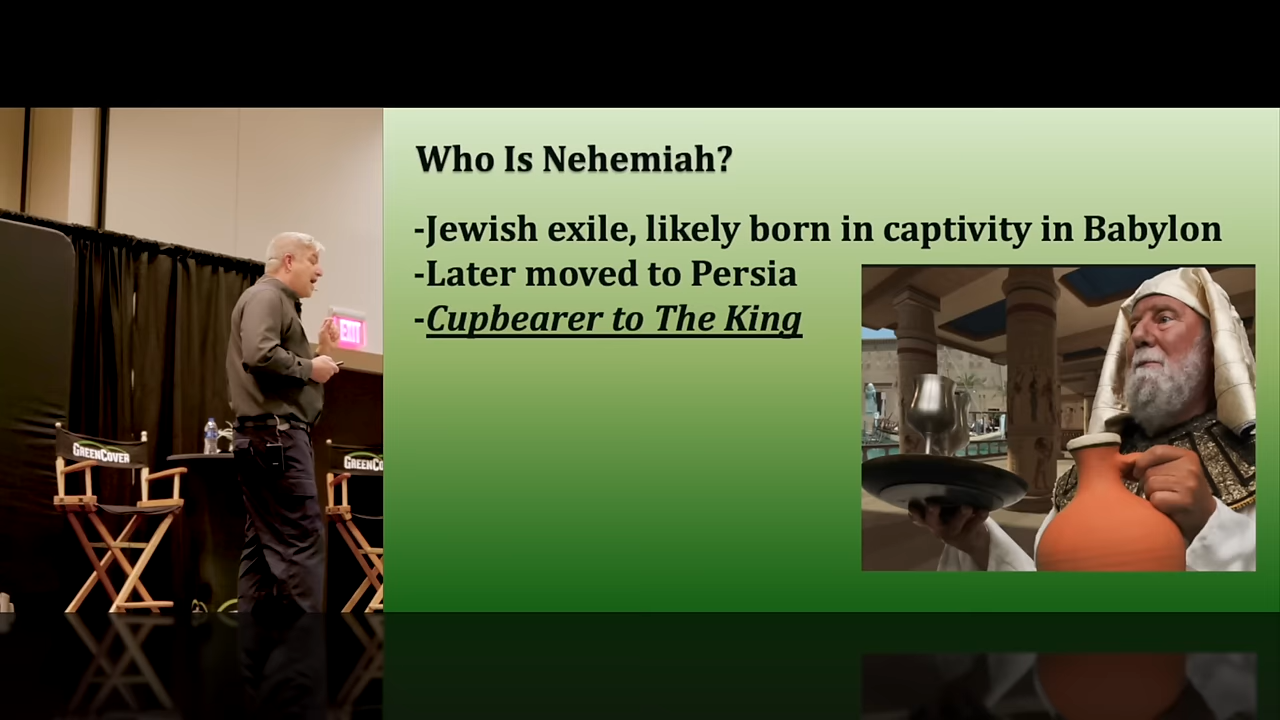 Who Is Nehemiah?
-Jewish exile, likely born in captivity in Babylon
-Later moved to Persia
-Cupbearer to The King
EXIT
GREENCOVER
GREENCO